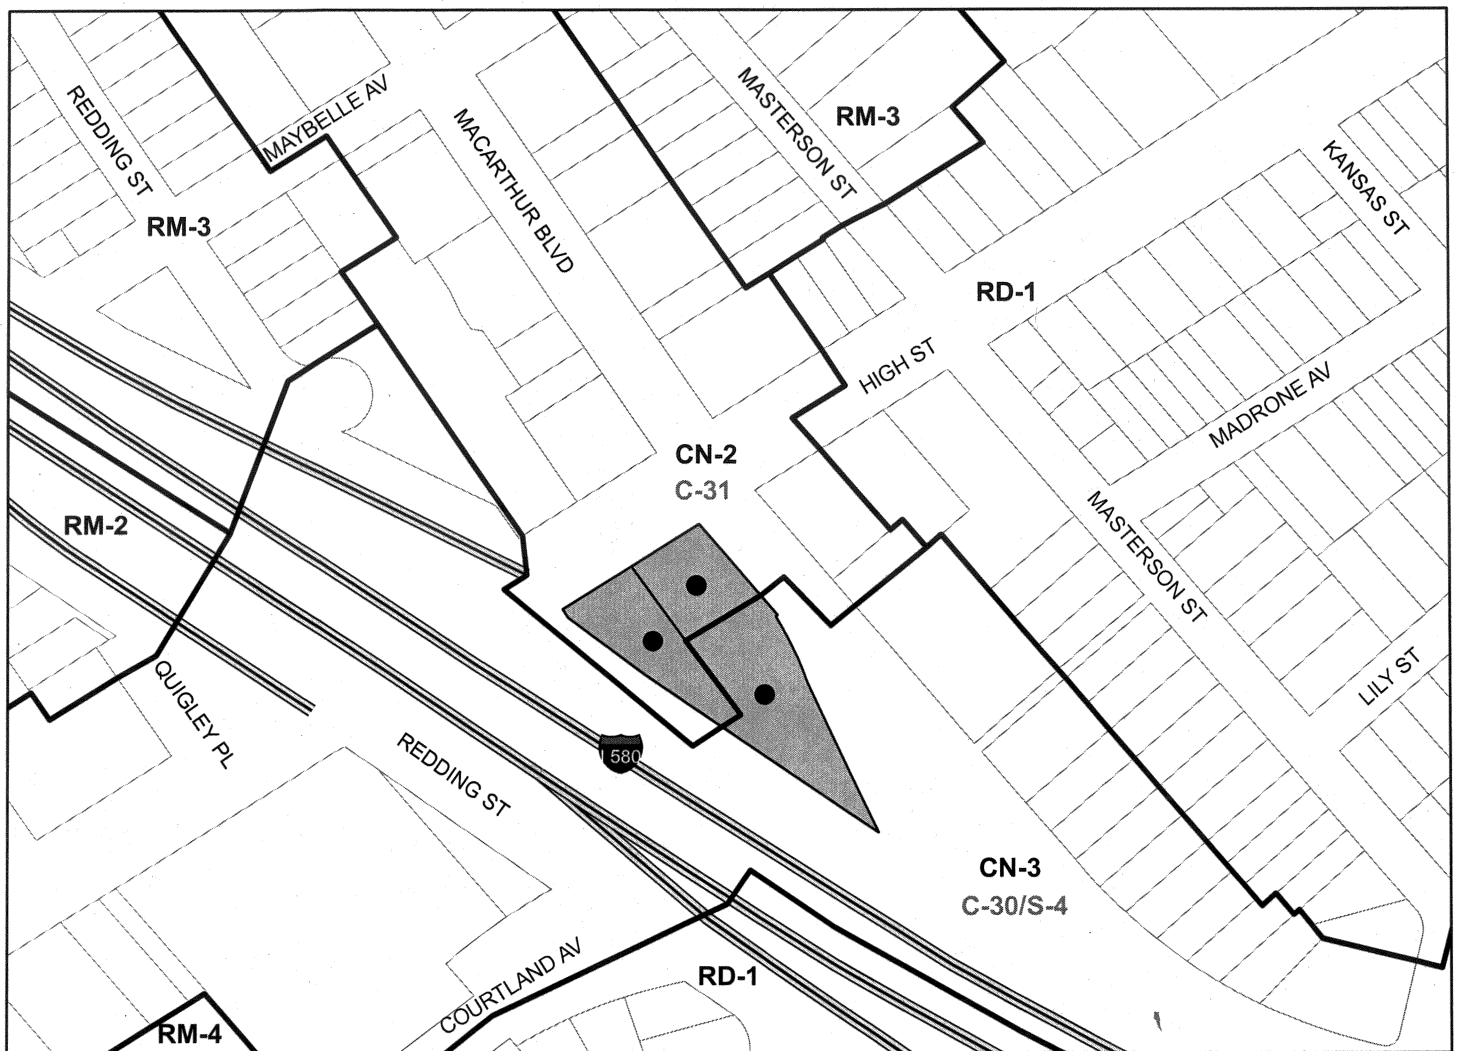 REDDING ST
MAYBELLE AV
MACARTHUR BLVD
MASTERSON ST
RM-3
KANSAS ST
RM-3
RD-1
HIGH ST
MADRONE AV
CN-2
C-31
RM-2
MASTERSON ST
LILY ST
QUIGLEY PL
REDDING ST
I 580
CN-3
C-30/S-4
COURTLAND AV
RD-1
RM-4